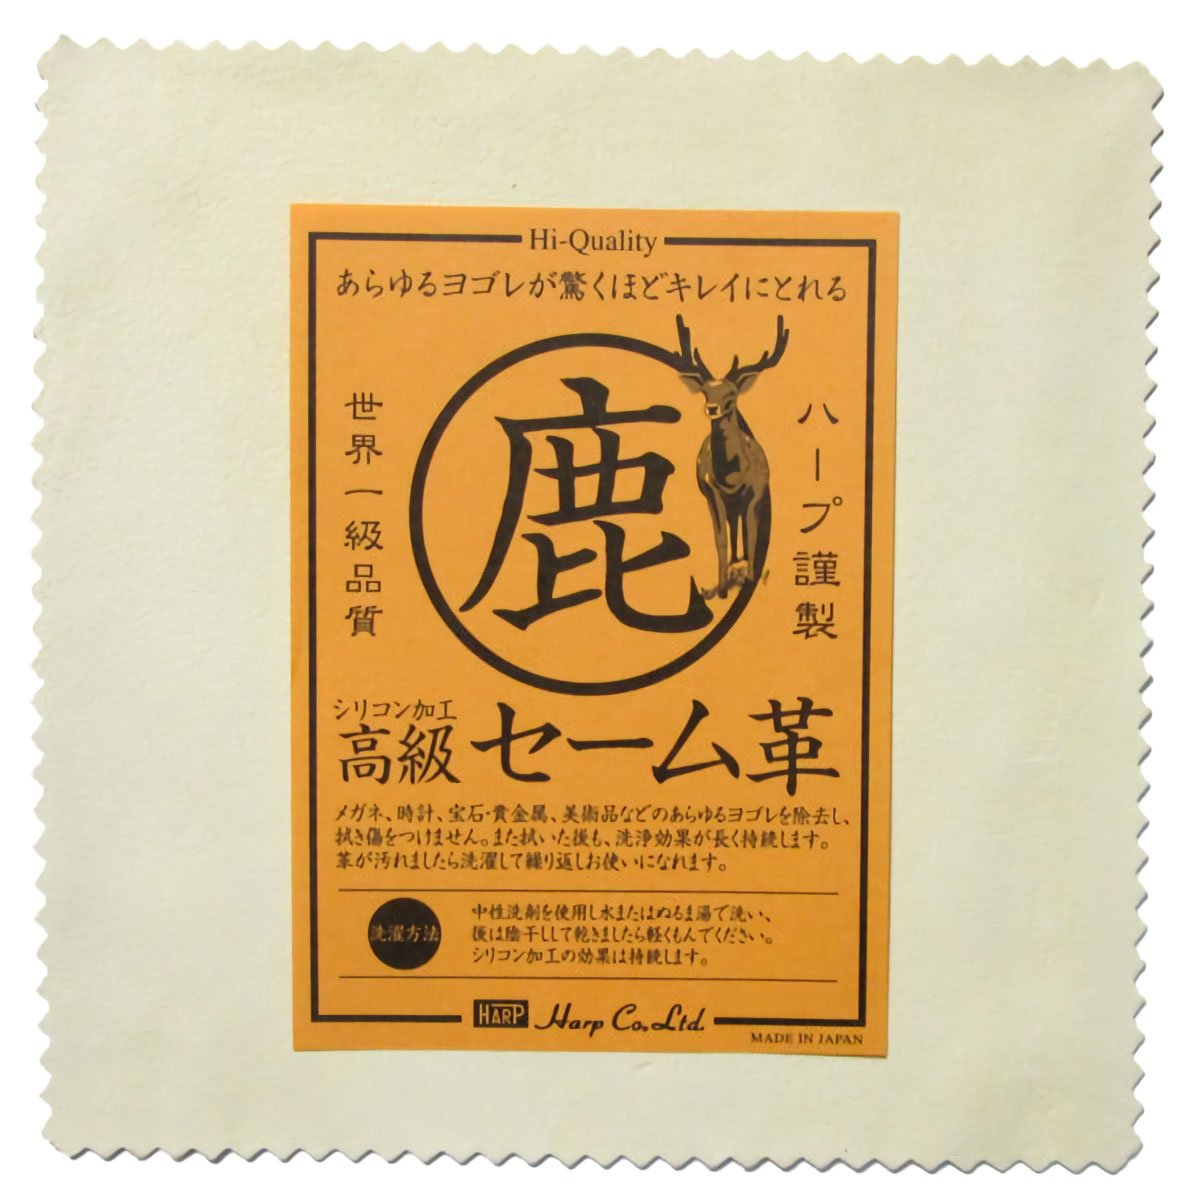 Hi-Quality
あらゆるヨゴレが驚くほどキレイにとれる
ハープ謹製
鹿
世界一級品質
シリコン加工
高級セーム革
メガネ、時計、宝石・貴金属、美術品などのあらゆるヨゴレを除去し、
拭き傷をつけません。また拭いた後も、洗浄効果が長く持続します。
革が汚れましたら洗濯して繰り返しお使いになれます。
洗濯方法
中性洗剤を使用し水またはぬるま湯で洗い、
後は陰干しして乾きましたら軽くもんでください。
シリコン加工の効果は持続します。
HARP Harp Co., Ltd.
MADE IN JAPAN